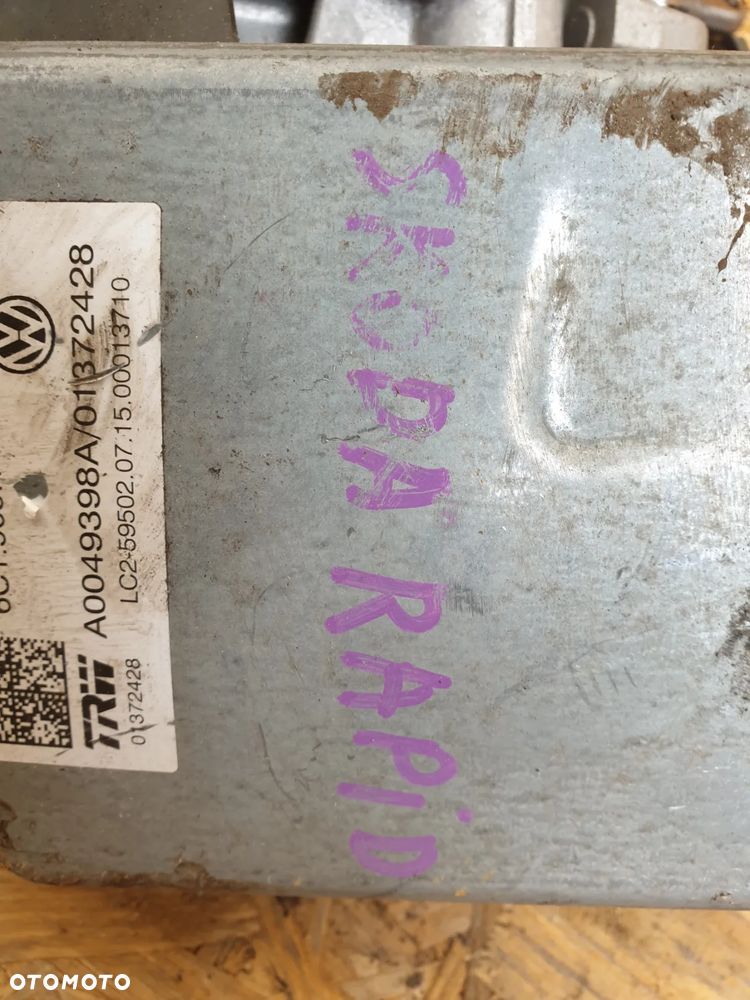 SKODA RAPID
A0049398A/01372428
LC2-59502.07.15.00013710
TRW
01372428
OTOMOTO